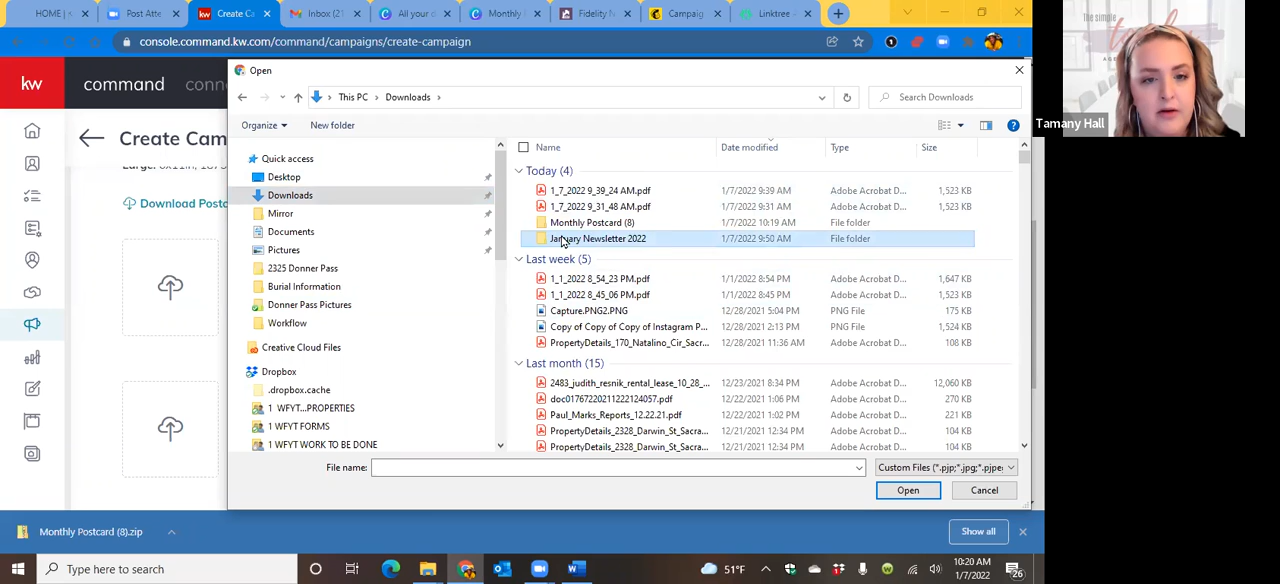 HOME |
Post Atte
Create Ca
Inbox (21
All your d
Monthly
Fidelity N
Campaig
Linktree -
console.command.kw.com/command/campaigns/create-campaign
kw
command
conn
Create Cam
Download Postc
Open
This PC
Downloads
Search Downloads
Organize
New folder
Name
Date modified
Type
Size
Quick access
Desktop
Downloads
Mirror
Documents
Pictures
2325 Donner Pass
Burial Information
Donner Pass Pictures
Workflow
Creative Cloud Files
Dropbox
.dropbox.cache
1 WFYT...PROPERTIES
1 WFYT FORMS
1 WFYT WORK TO BE DONE
Today (4)
1_7_2022 9_39_24 AM.pdf 1/7/2022 9:39 AM Adobe Acrobat D... 1,523 KB
1_7_2022 9_31_48 AM.pdf 1/7/2022 9:31 AM Adobe Acrobat D... 1,523 KB
Monthly Postcard (8) 1/7/2022 10:19 AM File folder
January Newsletter 2022 1/7/2022 9:50 AM File folder
Last week (5)
1_1_2022 8_54_23 PM.pdf 1/1/2022 8:54 PM Adobe Acrobat D... 1,647 KB
1_1_2022 8_45_06 PM.pdf 1/1/2022 8:45 PM Adobe Acrobat D... 1,523 KB
Capture.PNG2.PNG 12/28/2021 5:04 PM PNG File 175 KB
Copy of Copy of Copy of Instagram P... 12/28/2021 2:13 PM PNG File 1,524 KB
PropertyDetails_170_Natalino_Cir_Sacr... 12/28/2021 11:36 AM Adobe Acrobat D... 108 KB
Last month (15)
2483_judith_resnik_rental_lease_10_28_... 12/23/2021 8:34 PM Adobe Acrobat D... 12,060 KB
doc01767220211222124057.pdf 12/22/2021 1:06 PM Adobe Acrobat D... 270 KB
Paul_Marks_Reports_12.22.21.pdf 12/22/2021 1:02 PM Adobe Acrobat D... 221 KB
PropertyDetails_2328_Darwin_St_Sacra... 12/21/2021 12:34 PM Adobe Acrobat D... 104 KB
PropertyDetails_2328_Darwin_St_Sacra... 12/21/2021 12:34 PM Adobe Acrobat D... 104 KB
File name:
Custom Files (*.pjp;*.jpg;*.pjpe
Open
Cancel
Monthly Postcard (8).zip
Show all
Type here to search
51°F
10:20 AM
1/7/2022
26
The simple
Tamany Hall